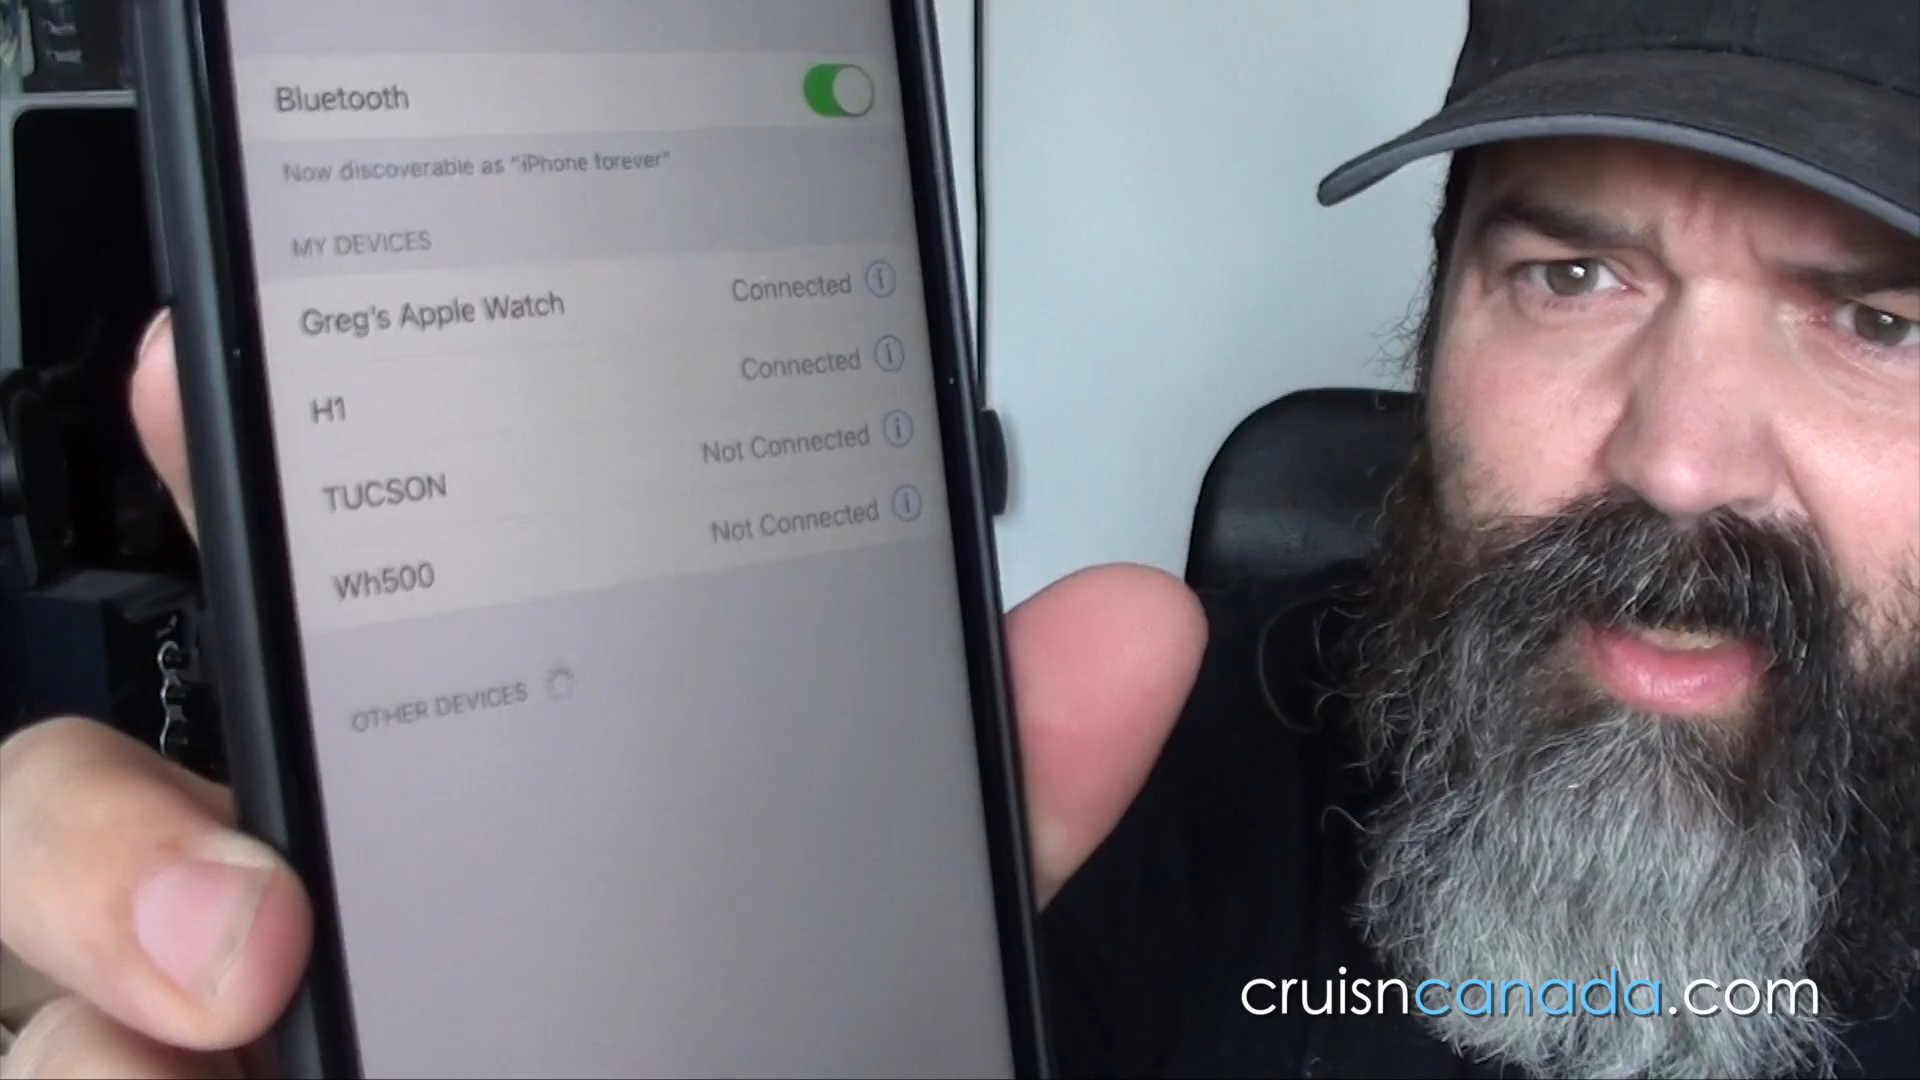 Bluetooth
Now discoverable as "iPhone forever"
MY DEVICES
Greg's Apple Watch Connected
H1 Connected
TUCSON Not Connected
Wh500 Not Connected
OTHER DEVICES
cruisncanada.com